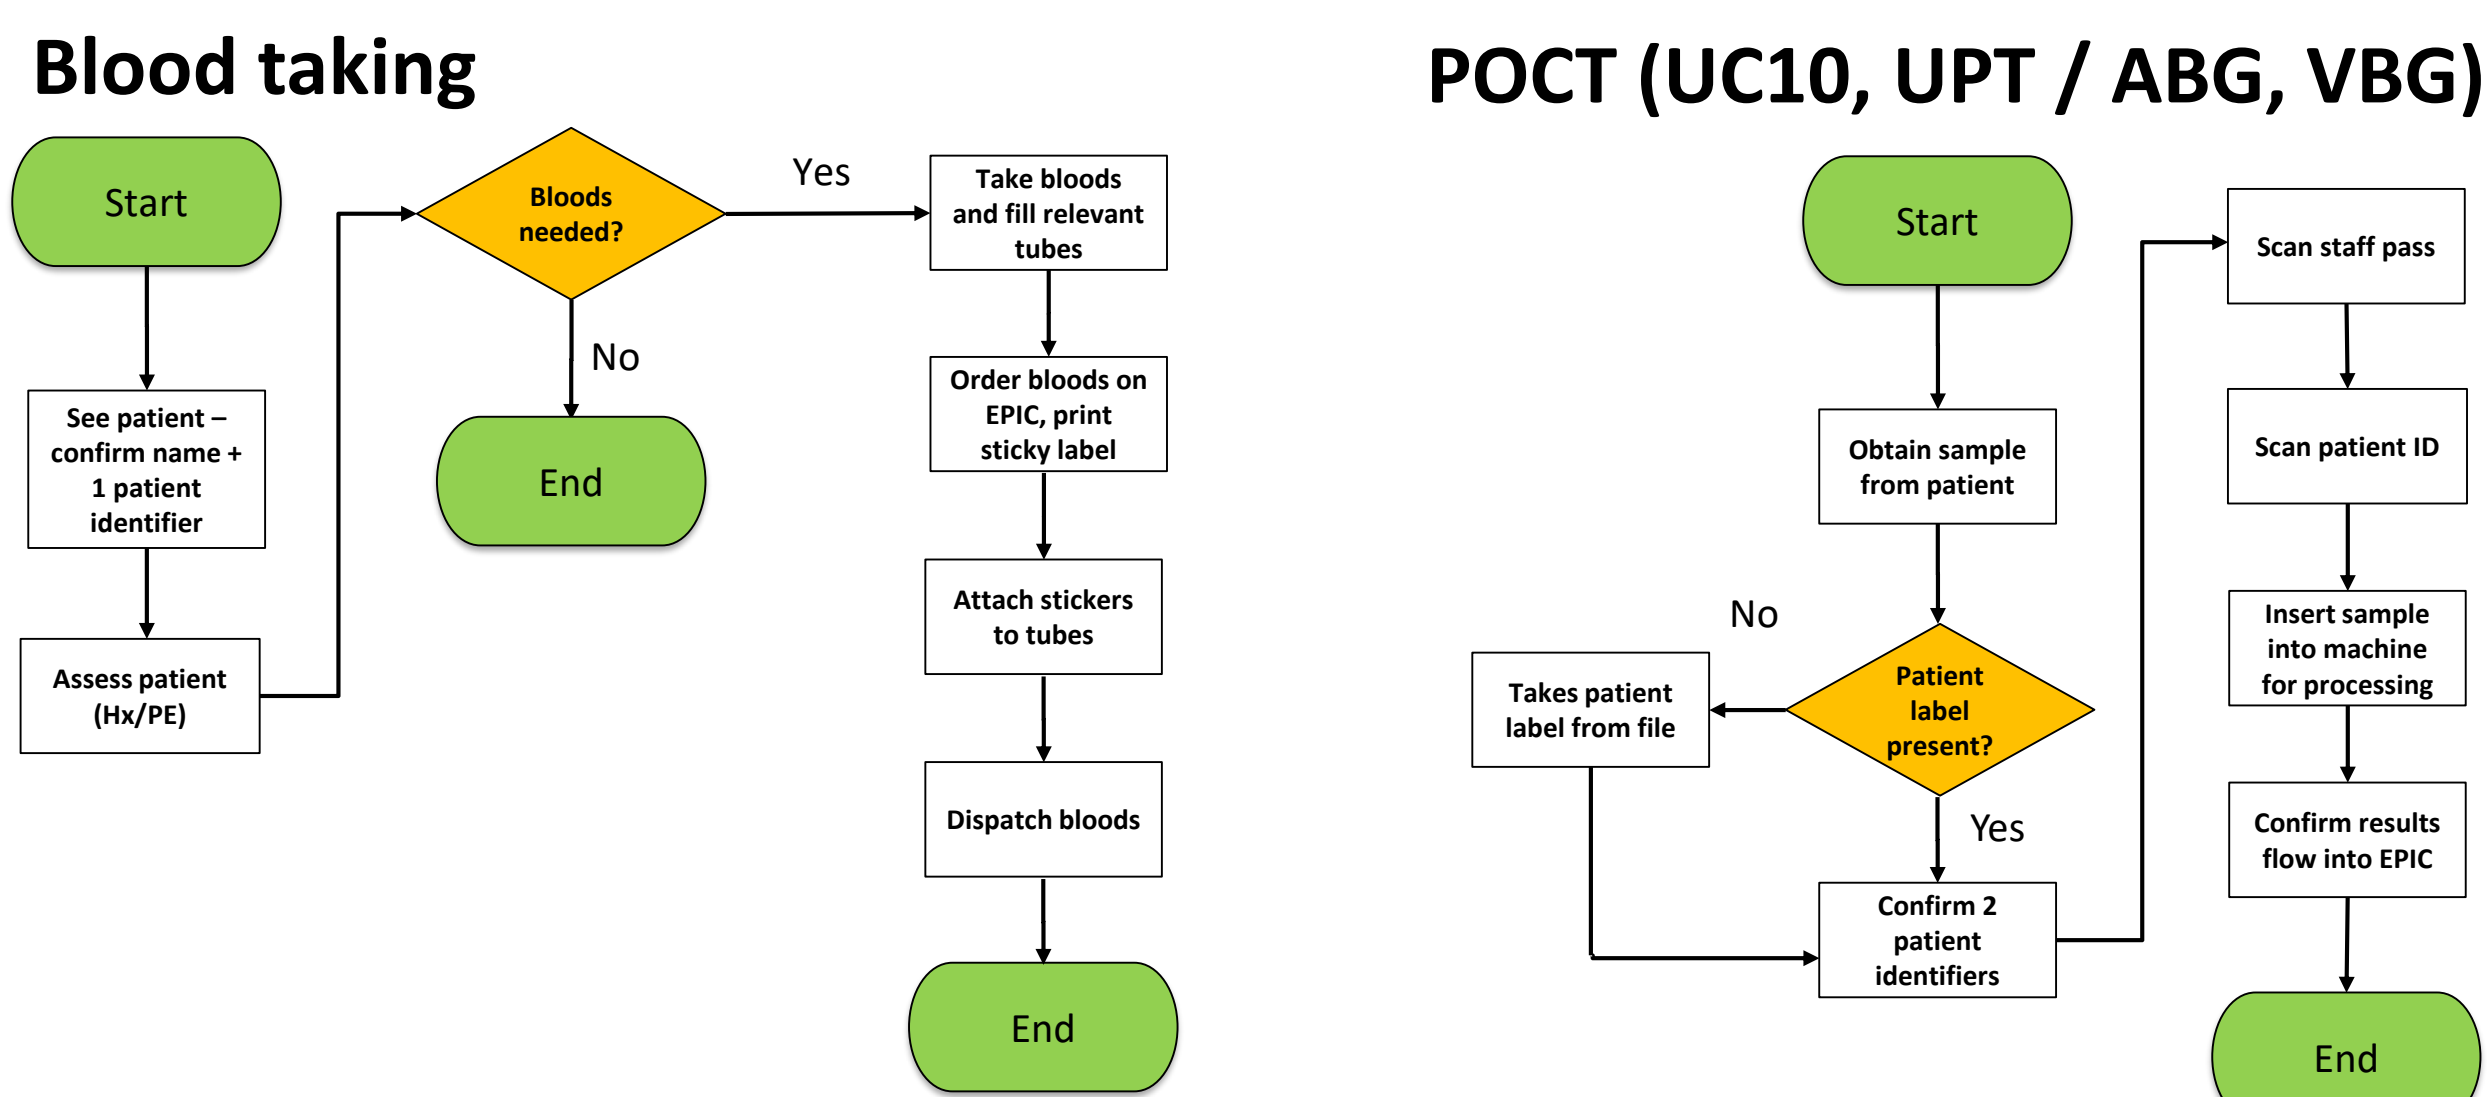 Blood taking
Start
See patient –
confirm name +
1 patient
identifier
Assess patient
(Hx/PE)
Bloods
needed?
Yes
No
End
Take bloods
and fill relevant
tubes
Order bloods on
EPIC, print
sticky label
Attach stickers
to tubes
Dispatch bloods
End
POCT (UC10, UPT / ABG, VBG)
Start
Obtain sample
from patient
Patient
label
present?
No
Takes patient
label from file
Yes
Confirm 2
patient
identifiers
Scan staff pass
Scan patient ID
Insert sample
into machine
for processing
Confirm results
flow into EPIC
End